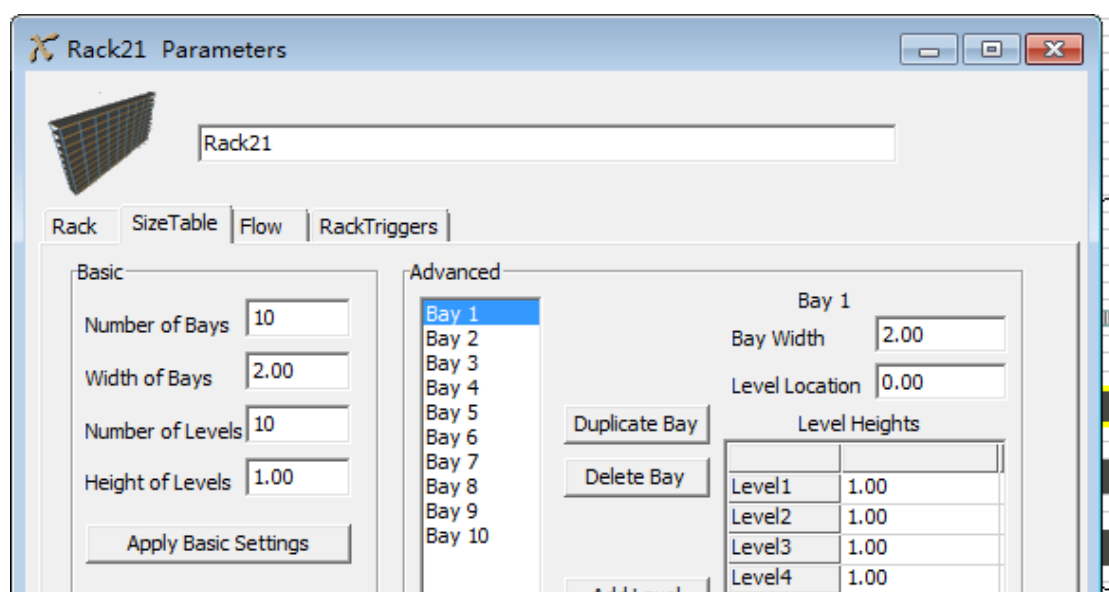 Rack21 Parameters
Rack21
Rack SizeTable Flow RackTriggers
Basic
Number of Bays 10
Width of Bays 2.00
Number of Levels 10
Height of Levels 1.00
Apply Basic Settings
Advanced
Bay 1
Bay 2
Bay 3
Bay 4
Bay 5
Bay 6
Bay 7
Bay 8
Bay 9
Bay 10
Duplicate Bay
Delete Bay
Add Level
Bay 1
Bay Width 2.00
Level Location 0.00
Level Heights
Level1 1.00
Level2 1.00
Level3 1.00
Level4 1.00